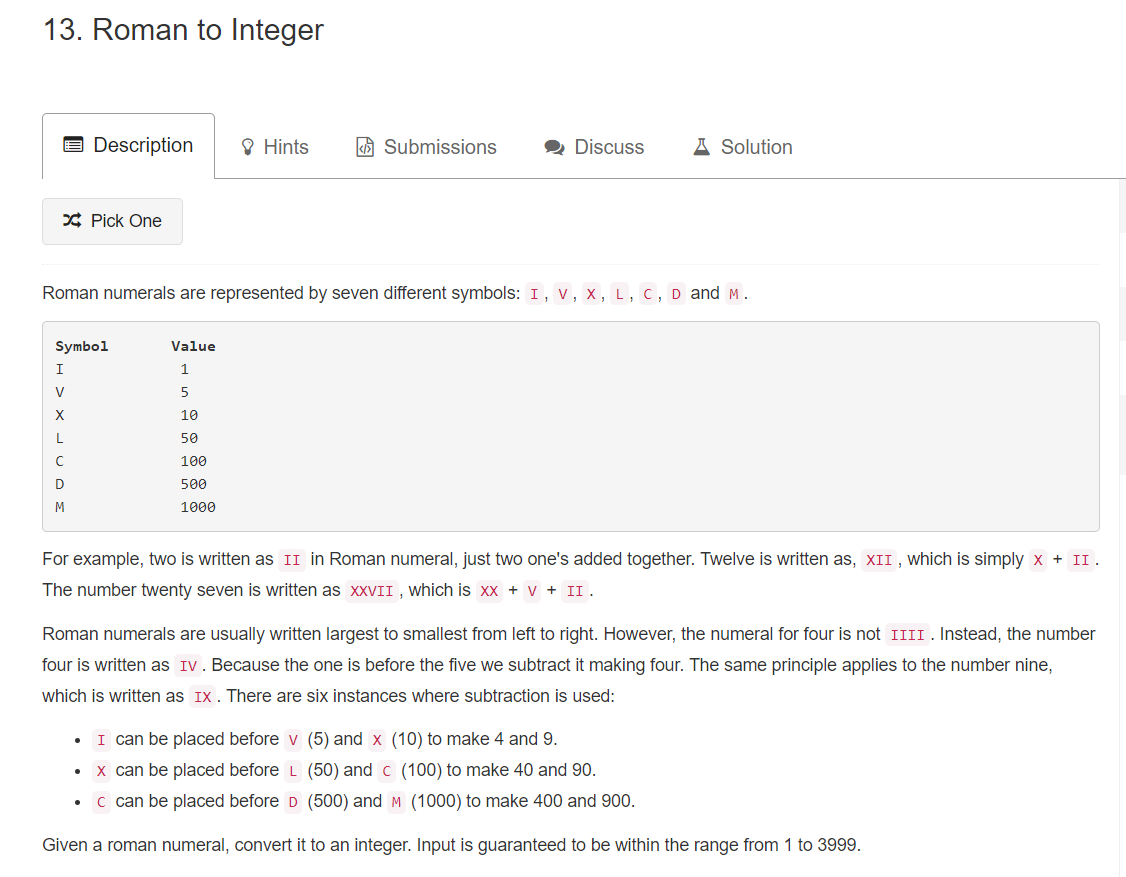 13. Roman to Integer
Description Hints Submissions Discuss Solution
Pick One
Roman numerals are represented by seven different symbols: I, V, X, L, C, D and M.
Symbol Value
I 1
V 5
X 10
L 50
C 100
D 500
M 1000
For example, two is written as II in Roman numeral, just two one's added together. Twelve is written as, XII, which is simply X + II.
The number twenty seven is written as XXVII, which is XX + V + II.
Roman numerals are usually written largest to smallest from left to right. However, the numeral for four is not IIII. Instead, the number
four is written as IV. Because the one is before the five we subtract it making four. The same principle applies to the number nine,
which is written as IX. There are six instances where subtraction is used:
• I can be placed before V (5) and X (10) to make 4 and 9.
• X can be placed before L (50) and C (100) to make 40 and 90.
• C can be placed before D (500) and M (1000) to make 400 and 900.
Given a roman numeral, convert it to an integer. Input is guaranteed to be within the range from 1 to 3999.